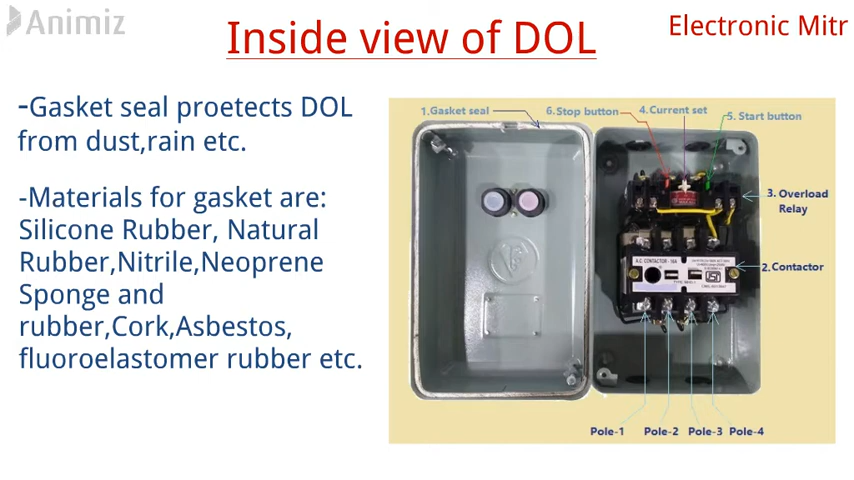 Animiz
Inside view of DOL
Electronic Mitr
-Gasket seal proetects DOL
from dust,rain etc.
-Materials for gasket are:
Silicone Rubber, Natural
Rubber,Nitrile,Neoprene
Sponge and
rubber,Cork,Asbestos,
fluoroelastomer rubber etc.
1.Gasket seal
6.Stop button
4.Current set
5. Start button
3. Overload
Relay
2.Contactor
A.C CONTACTOR - 16A
Pole-1 Pole-2 Pole-3 Pole-4